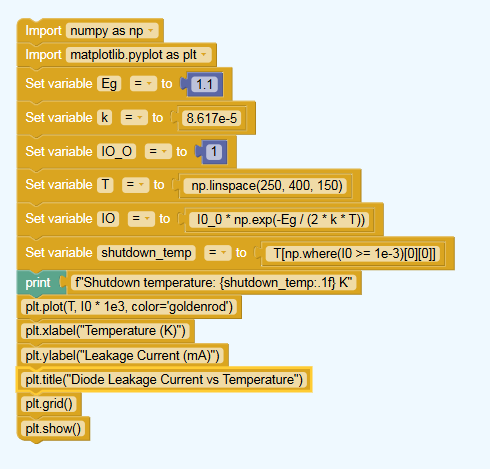 Import numpy as np
Import matplotlib.pyplot as plt
Set variable Eg = to 1.1
Set variable k = to 8.617e-5
Set variable IO_O = to 1
Set variable T = to np.linspace(250, 400, 150)
Set variable IO = to I0_0 * np.exp(-Eg / (2 * k * T))
Set variable shutdown_temp = to T[np.where(I0 >= 1e-3)[0][0]]
print f"Shutdown temperature: {shutdown_temp:.1f} K"
plt.plot(T, I0 * 1e3, color='goldenrod')
plt.xlabel("Temperature (K)")
plt.ylabel("Leakage Current (mA)")
plt.title("Diode Leakage Current vs Temperature")
plt.grid()
plt.show()